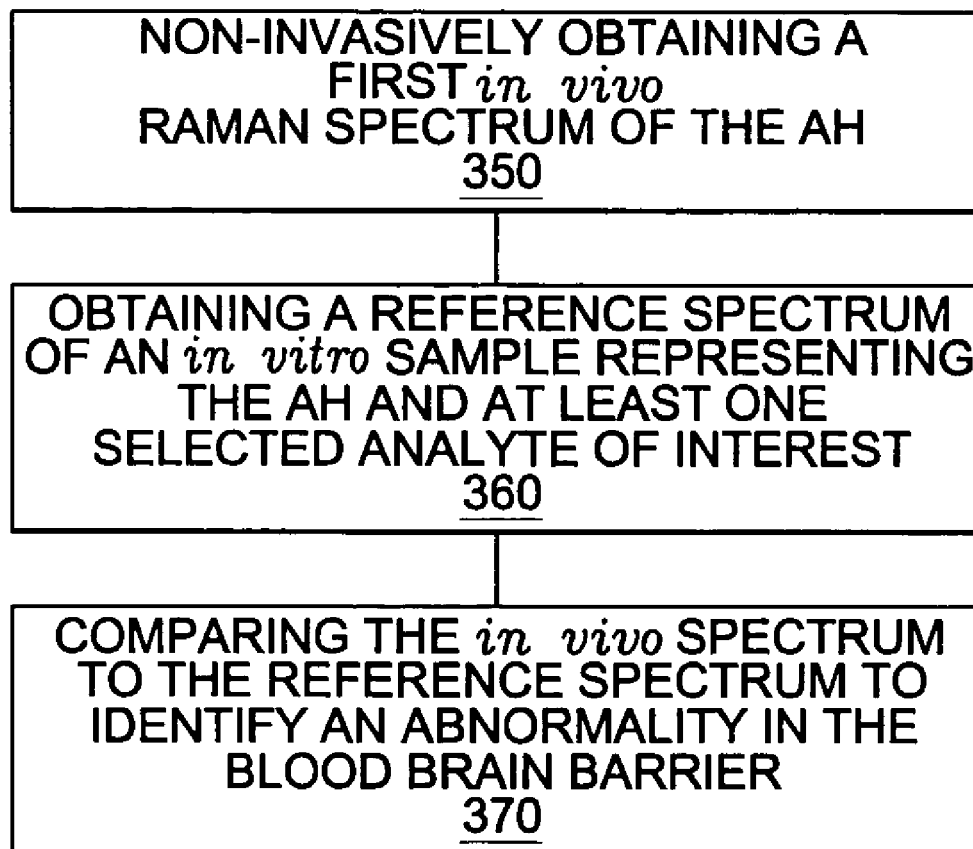 NON-INVASIVELY OBTAINING A
FIRST in vivo
RAMAN SPECTRUM OF THE AH
350
OBTAINING A REFERENCE SPECTRUM
OF AN in vitro SAMPLE REPRESENTING
THE AH AND AT LEAST ONE
SELECTED ANALYTE OF INTEREST
360
COMPARING THE in vivo SPECTRUM
TO THE REFERENCE SPECTRUM TO
IDENTIFY AN ABNORMALITY IN THE
BLOOD BRAIN BARRIER
370